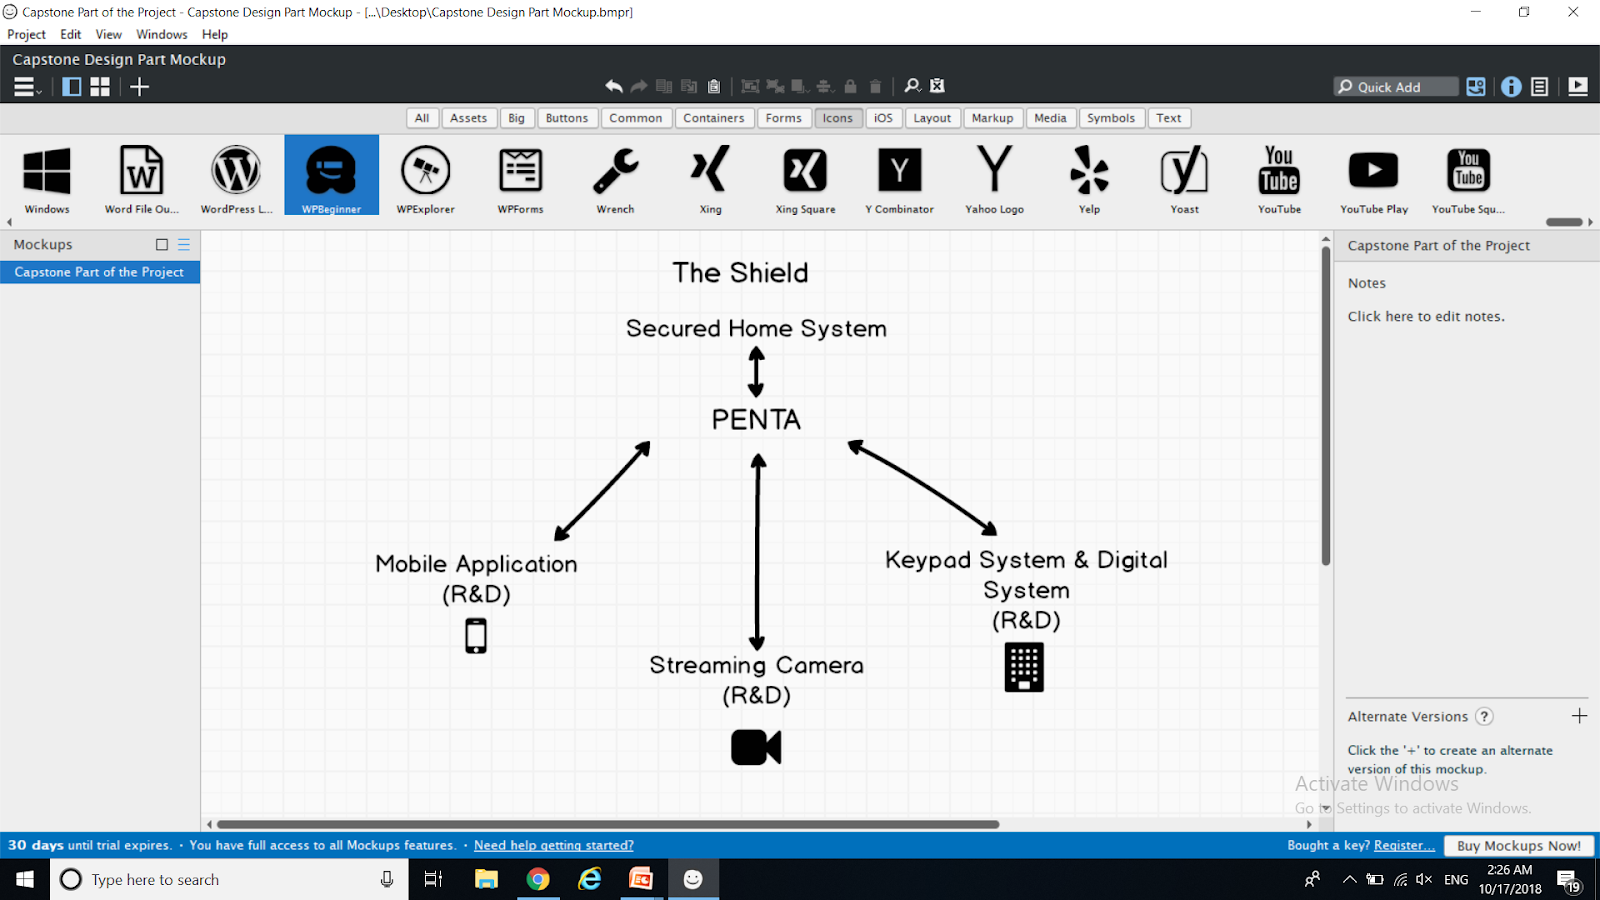 Capstone Part of the Project - Capstone Design Part Mockup - [...\Desktop\Capstone Design Part Mockup.bmpr]
Project Edit View Windows Help
Capstone Design Part Mockup
Quick Add
All Assets Big Buttons Common Containers Forms Icons iOS Layout Markup Media Symbols Text
Windows Word File Ou... WordPress L... WPBeginner WPExplorer WPForms Wrench Xing Xing Square Y Combinator Yahoo Logo Yelp Yoast YouTube YouTube Play YouTube Squ...
Mockups
Capstone Part of the Project
The Shield
Secured Home System
PENTA
Mobile Application
(R&D)
Streaming Camera
(R&D)
Keypad System & Digital
System
(R&D)
Capstone Part of the Project
Notes
Click here to edit notes.
Alternate Versions ?
Click the '+' to create an alternate
version of this mockup.
Activate Windows
Go to Settings to activate Windows.
30 days until trial expires. • You have full access to all Mockups features. • Need help getting started?
Bought a key? Register... Buy Mockups Now!
Type here to search
ENG
2:26 AM
10/17/2018
19